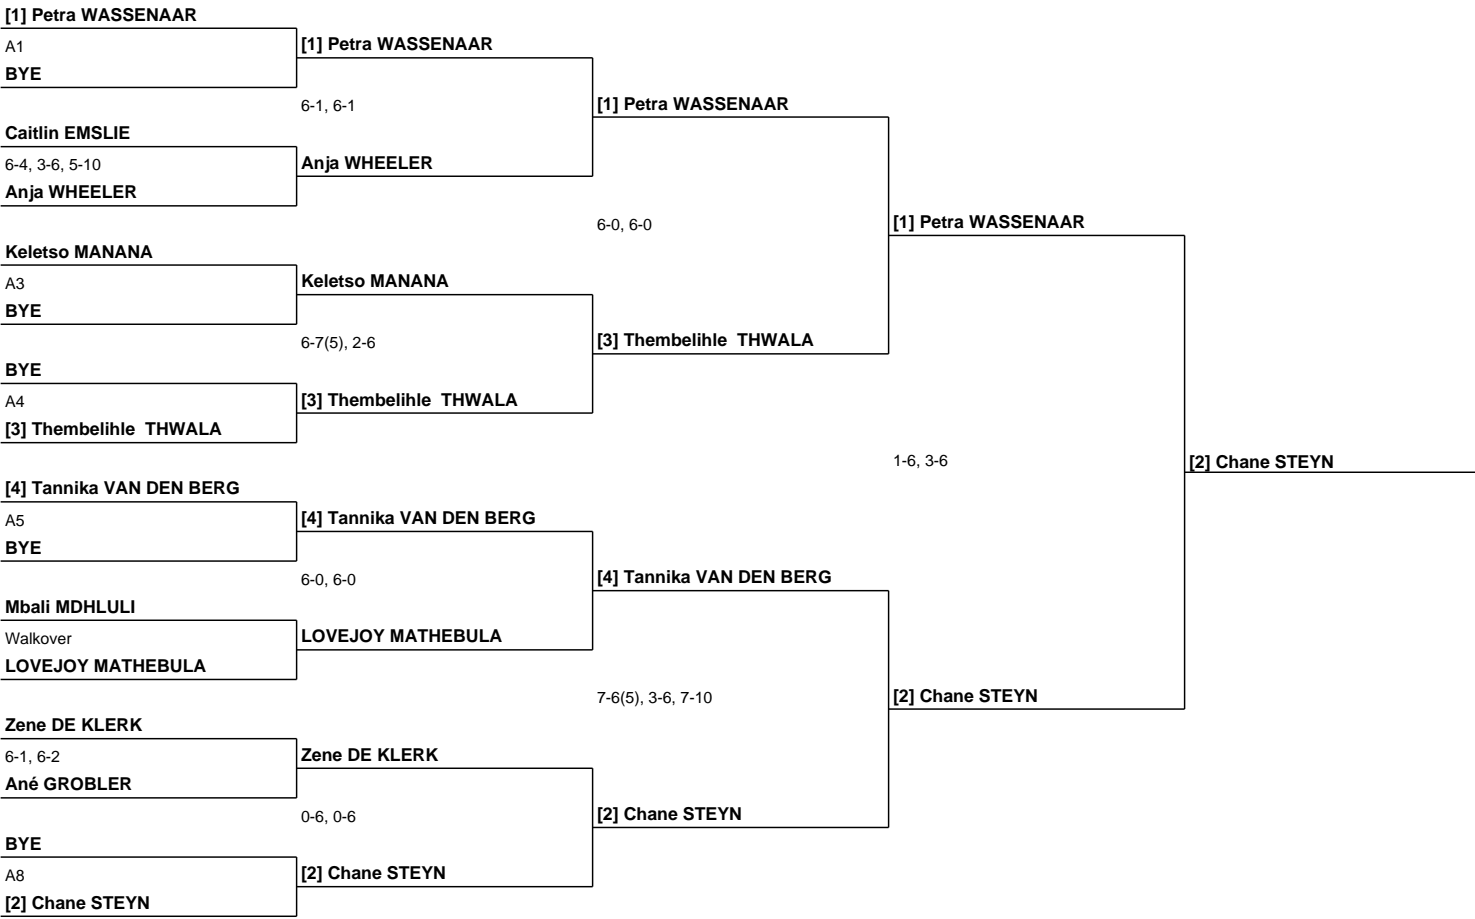 [1] Petra WASSENAAR
A1
BYE
Caitlin EMSLIE
6-4, 3-6, 5-10
Anja WHEELER
Keletso MANANA
A3
BYE
BYE
A4
[3] Thembelihle  THWALA
[4] Tannika VAN DEN BERG
A5
BYE
Mbali MDHLULI
Walkover
LOVEJOY MATHEBULA
Zene DE KLERK
6-1, 6-2
Ané GROBLER
BYE
A8
[2] Chane STEYN
[1] Petra WASSENAAR
6-1, 6-1
Anja WHEELER
Keletso MANANA
6-7(5), 2-6
[3] Thembelihle  THWALA
[4] Tannika VAN DEN BERG
6-0, 6-0
LOVEJOY MATHEBULA
Zene DE KLERK
0-6, 0-6
[2] Chane STEYN
[1] Petra WASSENAAR
6-0, 6-0
[3] Thembelihle  THWALA
[4] Tannika VAN DEN BERG
7-6(5), 3-6, 7-10
[2] Chane STEYN
[1] Petra WASSENAAR
1-6, 3-6
[2] Chane STEYN
[2] Chane STEYN